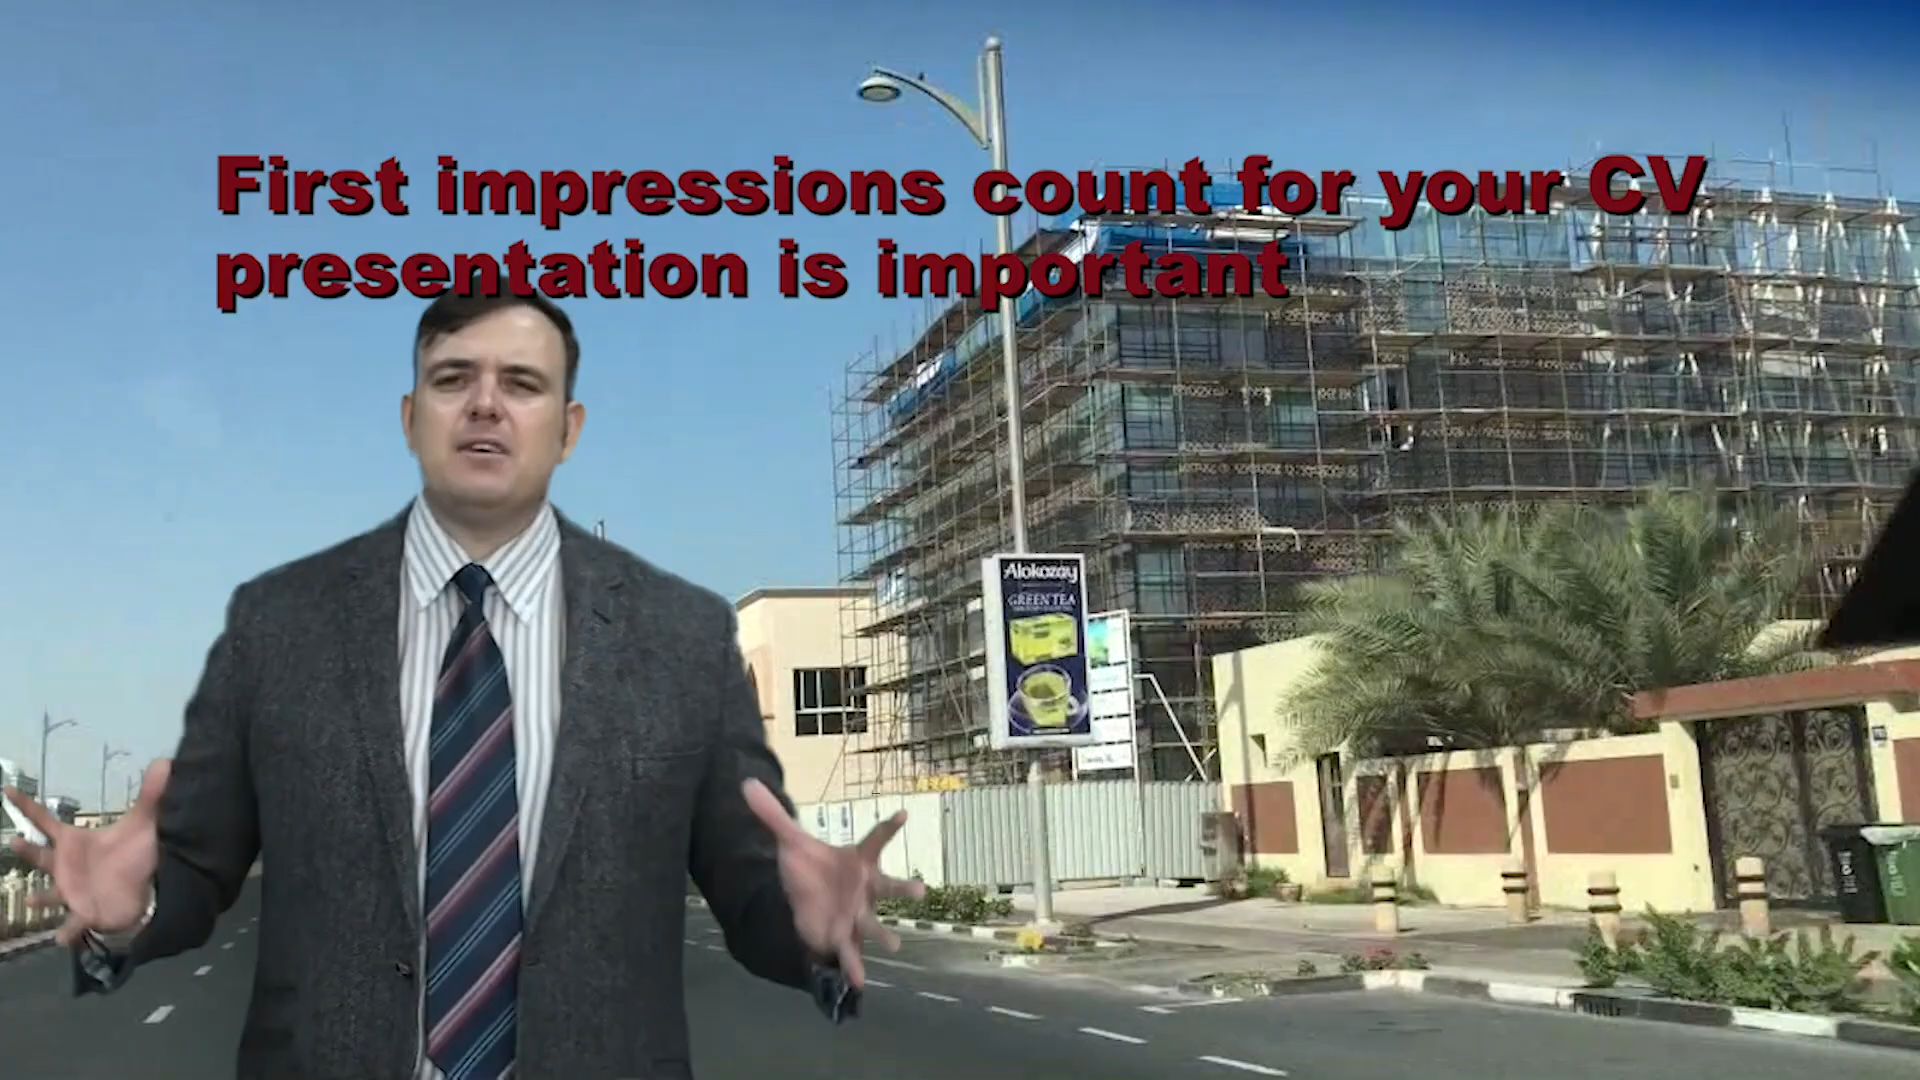 First impressions count for your CV
presentation is important
Alokozay
GREEN TEA